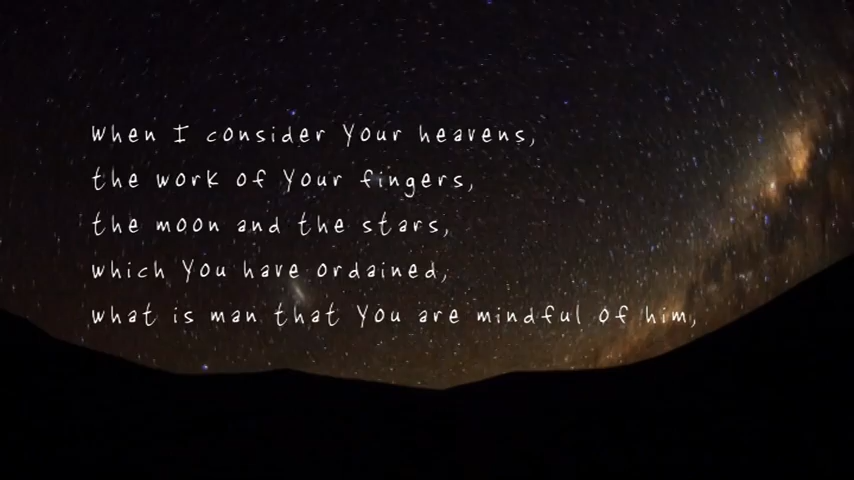 When I consider Your heavens,
the work of Your fingers,
the moon and the stars,
which You have ordained,
what is man that You are mindful of him,